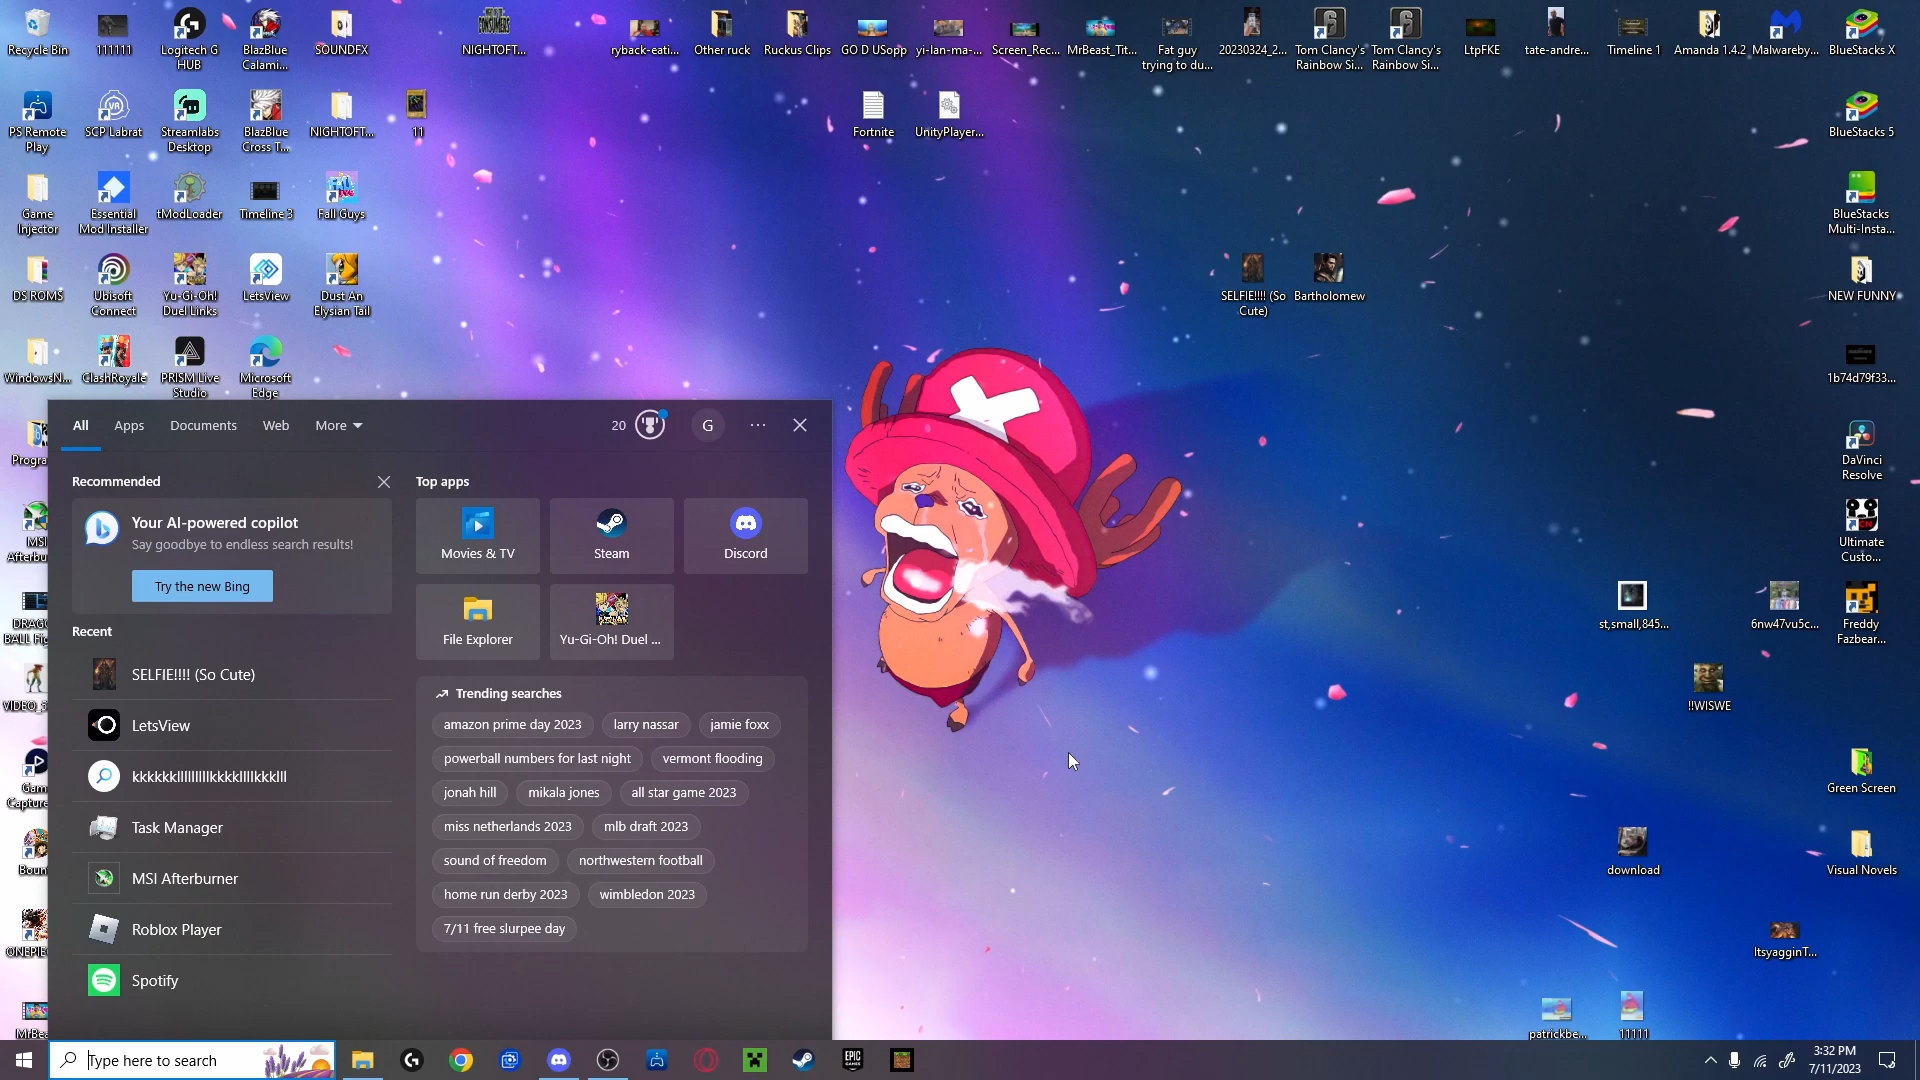 Recycle Bin
111111
Logitech G
HUB
BlazBlue
Calami...
SOUNDFX
NIGHTOFT...
ryback-eati...
Other ruck
Ruckus Clips
GO D USopp
yi-lan-ma-...
Screen_Rec...
MrBeast_Tit...
Fat guy
trying to du...
20230324_2...
Tom Clancy's
Rainbow Si...
Tom Clancy's
Rainbow Si...
LtpFKE
tate-andre...
Timeline 1
Amanda 1.4.2
Malwareby...
BlueStacks X
PS Remote
Play
SCP Labrat
Streamlabs
Desktop
BlazBlue
Cross T...
NIGHTOFT...
11
Fortnite
UnityPlayer...
BlueStacks 5
Game
Injector
Essential
Mod Installer
tModLoader
Timeline 3
Fall Guys
BlueStacks
Multi-Insta...
DS ROMS
Ubisoft
Connect
Yu-Gi-Oh!
Duel Links
LetsView
Dust An
Elysian Tail
SELFIE!!!! (So
Cute)
Bartholomew
NEW FUNNY
WindowsN...
ClashRoyale
PRISM Live
Studio
Microsoft
Edge
1b74d79f33...
DaVinci
Resolve
Ultimate
Custo...
st,small,845...
6nw47vu5c...
Freddy
Fazbear...
!!WISWE
Green Screen
download
Visual Novels
ItsyagginT...
patrickbe...
11111
All
Apps
Documents
Web
More
20
G
Recommended
Your AI-powered copilot
Say goodbye to endless search results!
Try the new Bing
Recent
SELFIE!!!! (So Cute)
LetsView
kkkkkkllllllllllkkkkllllkkklll
Task Manager
MSI Afterburner
Roblox Player
Spotify
Top apps
Movies & TV
Steam
Discord
File Explorer
Yu-Gi-Oh! Duel ...
Trending searches
amazon prime day 2023
larry nassar
jamie foxx
powerball numbers for last night
vermont flooding
jonah hill
mikala jones
all star game 2023
miss netherlands 2023
mlb draft 2023
sound of freedom
northwestern football
home run derby 2023
wimbledon 2023
7/11 free slurpee day
Type here to search
EPIC
GAMES
3:32 PM
7/11/2023